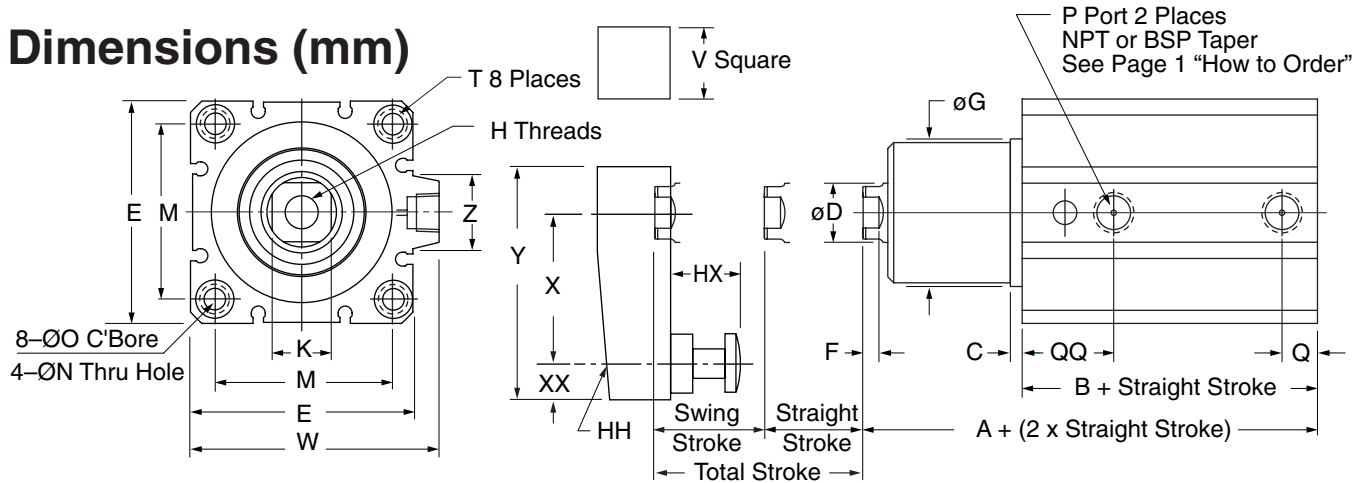 Dimensions (mm)
P Port 2 Places
NPT or BSP Taper
See Page 1 “How to Order”
V Square
T 8 Places
H Threads
øG
E
M
Z
øD
Y
X
HX
8–ØO C'Bore
4–ØN Thru Hole
K
M
E
W
XX
HH
F
C
QQ
Q
B + Straight Stroke
Swing
Stroke
Straight
Stroke
A + (2 x Straight Stroke)
Total Stroke